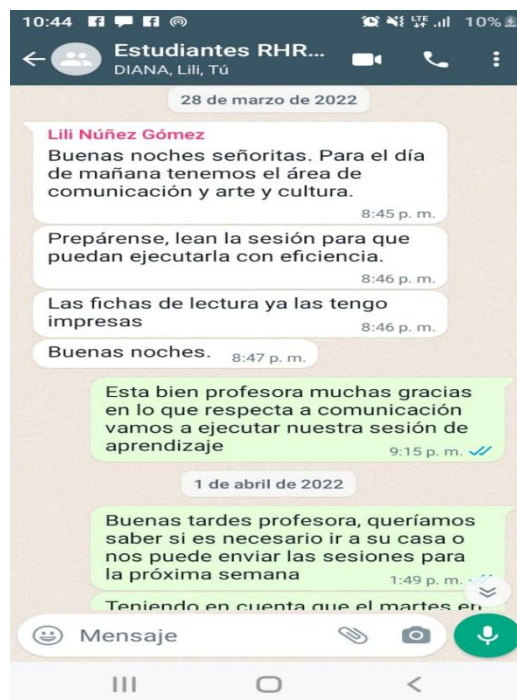 10:44
LTE 10%
Estudiantes RHR...
DIANA, Lili, Tú
28 de marzo de 2022
Lili Núñez Gómez
Buenas noches señoritas. Para el día
de mañana tenemos el área de
comunicación y arte y cultura.
8:45 p. m.
Prepárense, lean la sesión para que
puedan ejecutarla con eficiencia.
8:46 p. m.
Las fichas de lectura ya las tengo
impresas
8:46 p. m.
Buenas noches. 8:47 p. m.
Esta bien profesora muchas gracias
en lo que respecta a comunicación
vamos a ejecutar nuestra sesión de
aprendizaje
9:15 p. m.
1 de abril de 2022
Buenas tardes profesora, queríamos
saber si es necesario ir a su casa o
nos puede enviar las sesiones para
la próxima semana
1:49 p. m.
Teniendo en cuenta que el martes en
Mensaje